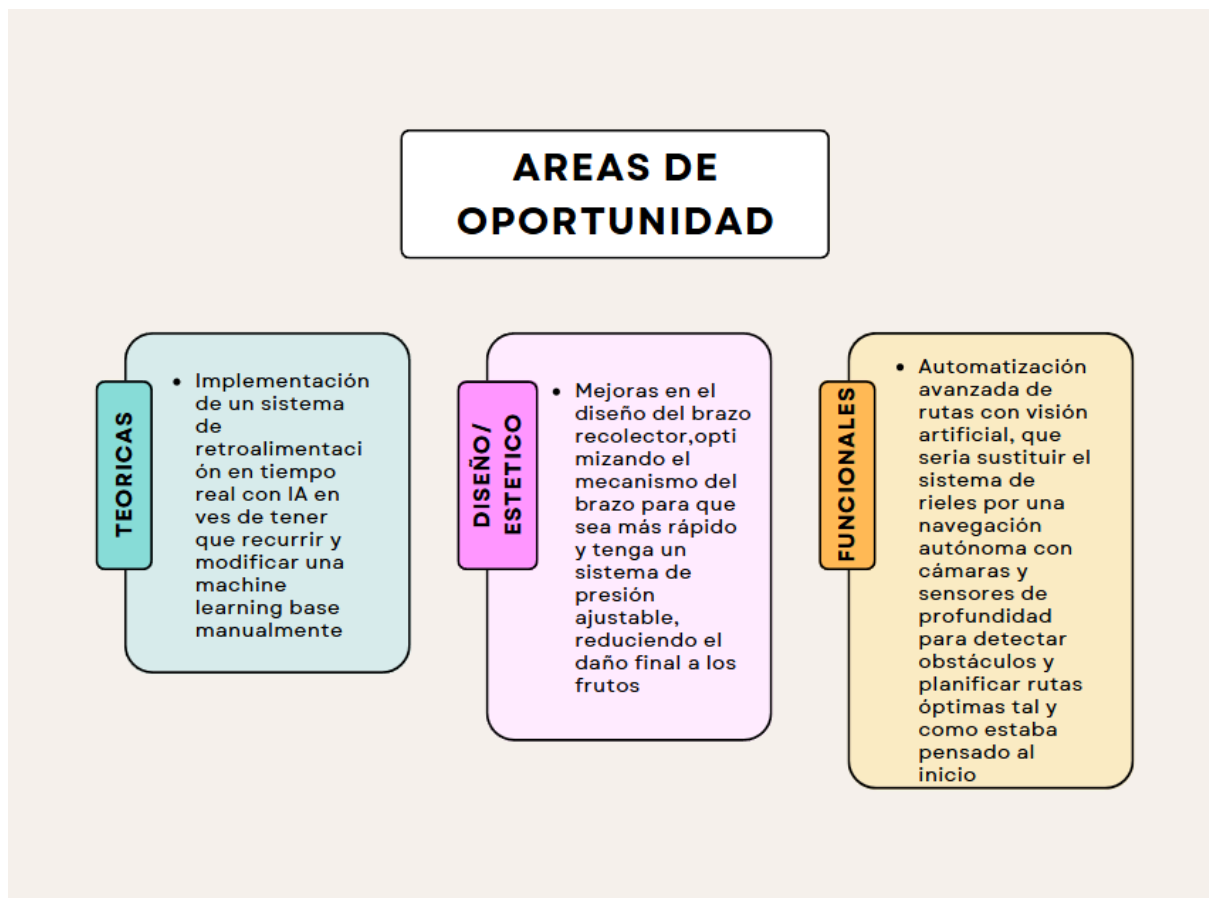 AREAS DE
OPORTUNIDAD
TEORICAS
• Implementación
de un sistema
de
retroalimentaci
ón en tiempo
real con IA en
ves de tener
que recurrir y
modificar una
machine
learning base
manualmente
DISEÑO/
ESTETICO
• Mejoras en el
diseño del brazo
recolector,opti
mizando el
mecanismo del
brazo para que
sea más rápido
y tenga un
sistema de
presión
ajustable,
reduciendo el
daño final a los
frutos
FUNCIONALES
• Automatización
avanzada de
rutas con visión
artificial, que
seria sustituir el
sistema de
rieles por una
navegación
autónoma con
cámaras y
sensores de
profundidad
para detectar
obstáculos y
planificar rutas
óptimas tal y
como estaba
pensado al
inicio